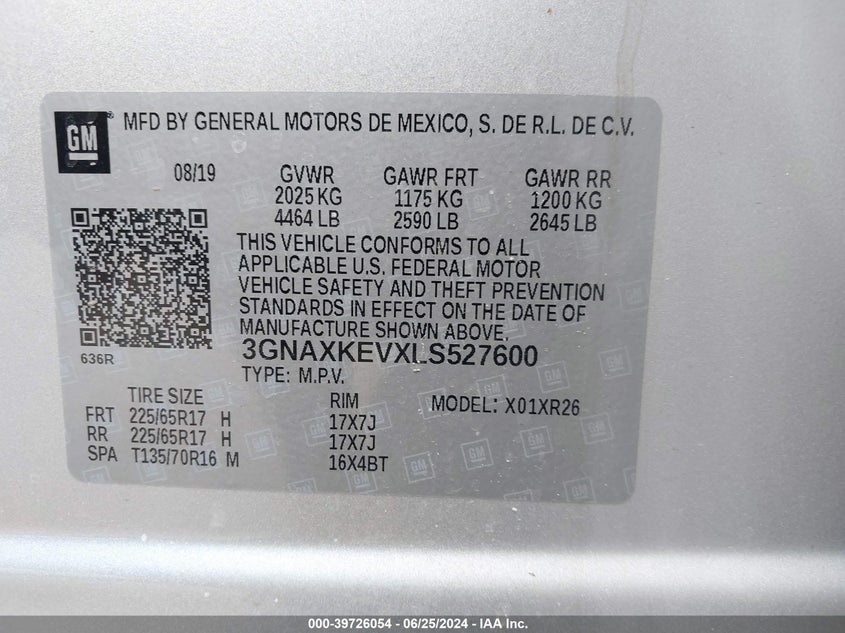 GM® MFD BY GENERAL MOTORS DE MEXICO, S. DE R.L. DE C.V.
08/19 GVWR GAWR FRT GAWR RR
2025 KG 1175 KG 1200 KG
4464 LB 2590 LB 2645 LB
THIS VEHICLE CONFORMS TO ALL
APPLICABLE U.S. FEDERAL MOTOR
VEHICLE SAFETY AND THEFT PREVENTION
STANDARDS IN EFFECT ON THE DATE OF
MANUFACTURE SHOWN ABOVE.
636R 3GNAXKEVXLS527600
TYPE: M.P.V.
TIRE SIZE RIM MODEL: X01XR26
FRT 225/65R17 H 17X7J
RR 225/65R17 H 17X7J
SPA T135/70R16 M 16X4BT
000-39726054 / 06/25/2024 - IAA Inc.